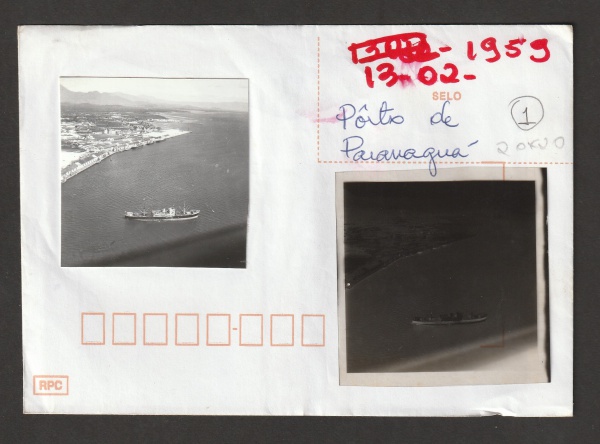 - 1959
13-02-
SELO
Pôrto de
Paranaguá
1
RPC